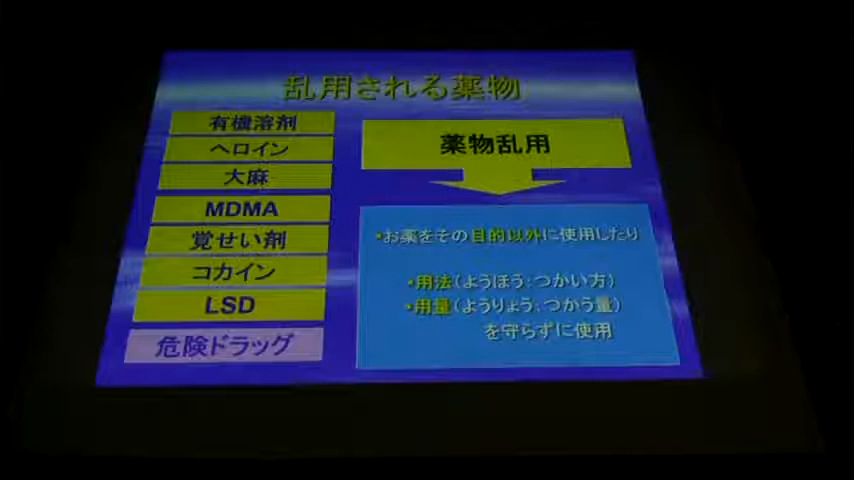 乱用される薬物
有機溶剤
ヘロイン
大麻
MDMA
覚せい剤
コカイン
LSD
危険ドラッグ
薬物乱用
・お薬をその目的以外に使用したり
・用法(ようほう:つかい方)
・用量(ようりょう:つかう量)
を守らずに使用